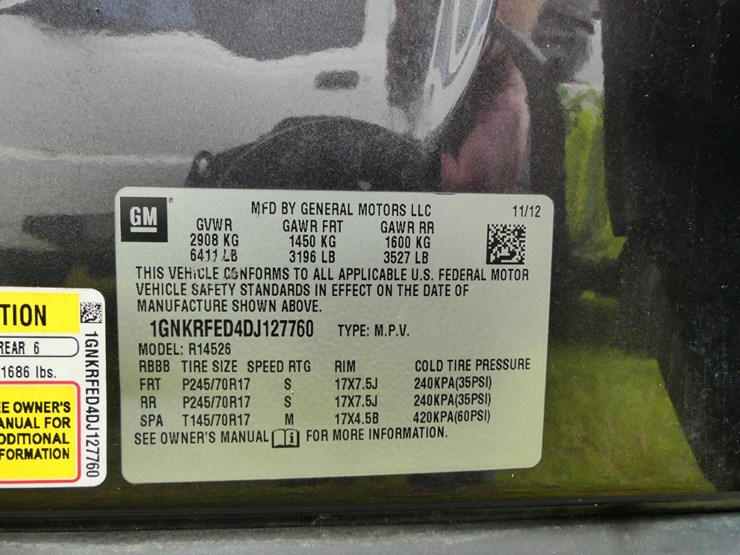 GM
MFD BY GENERAL MOTORS LLC 11/12
GVWR GAWR FRT GAWR RR
2908 KG 1450 KG 1600 KG
6411 LB 3196 LB 3527 LB
THIS VEHICLE CONFORMS TO ALL APPLICABLE U.S. FEDERAL MOTOR
VEHICLE SAFETY STANDARDS IN EFFECT ON THE DATE OF
MANUFACTURE SHOWN ABOVE.
1GNKRFED4DJ127760 TYPE: M.P.V.
MODEL: R14526
RBBB TIRE SIZE SPEED RTG RIM COLD TIRE PRESSURE
FRT P245/70R17 S 17X7.5J 240KPA(35PSI)
RR P245/70R17 S 17X7.5J 240KPA(35PSI)
SPA T145/70R17 M 17X4.5B 420KPA(60PSI)
SEE OWNER'S MANUAL i FOR MORE INFORMATION.
TION
REAR 6
1686 lbs.
E OWNER'S
ANUAL FOR
DDITIONAL
FORMATION
1GNKRFED4DJ127760